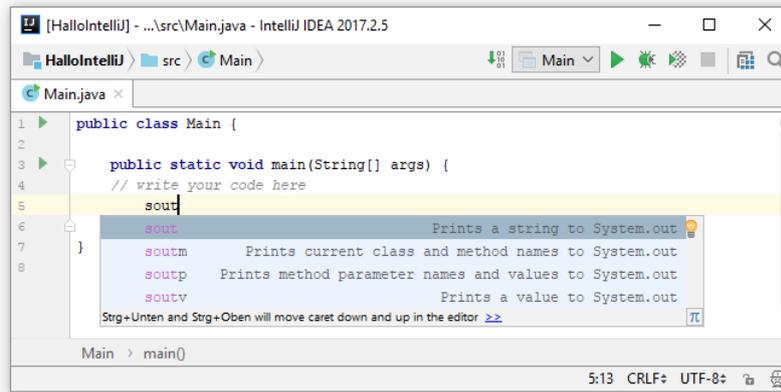 [HalloIntelliJ] - ...\src\Main.java - IntelliJ IDEA 2017.2.5
HalloIntelliJ src Main Main
Main.java
1 public class Main {
2
3 public static void main(String[] args) {
4 // write your code here
5 sout
6 sout Prints a string to System.out
7 } soutm Prints current class and method names to System.out
8 soutp Prints method parameter names and values to System.out
soutv Prints a value to System.out
Strg+Unten and Strg+Oben will move caret down and up in the editor >> π
Main > main()
5:13 CRLF UTF-8